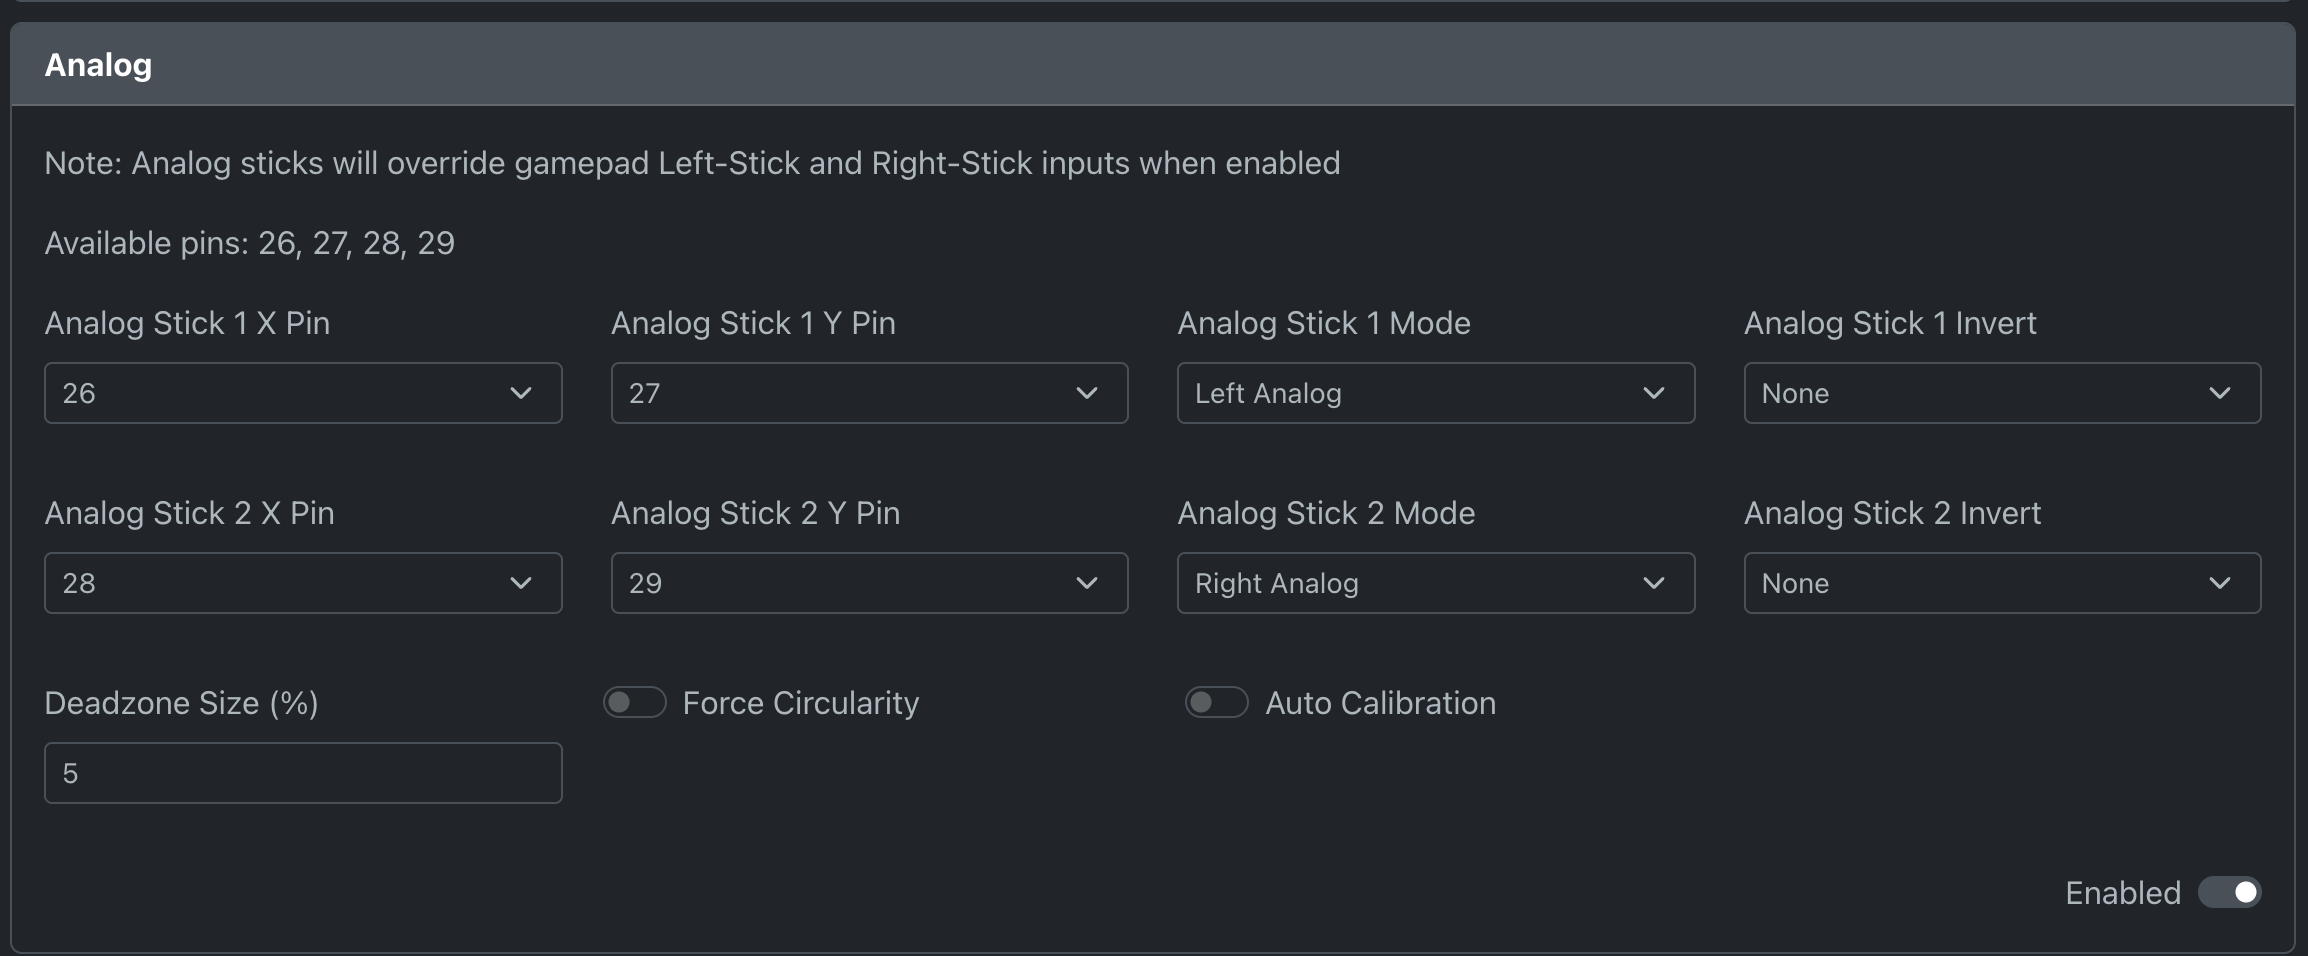 Analog
Note: Analog sticks will override gamepad Left-Stick and Right-Stick inputs when enabled
Available pins: 26, 27, 28, 29
Analog Stick 1 X Pin
Analog Stick 1 Y Pin
Analog Stick 1 Mode
Analog Stick 1 Invert
26
27
Left Analog
None
Analog Stick 2 X Pin
Analog Stick 2 Y Pin
Analog Stick 2 Mode
Analog Stick 2 Invert
28
29
Right Analog
None
Deadzone Size (%)
Force Circularity
Auto Calibration
5
Enabled